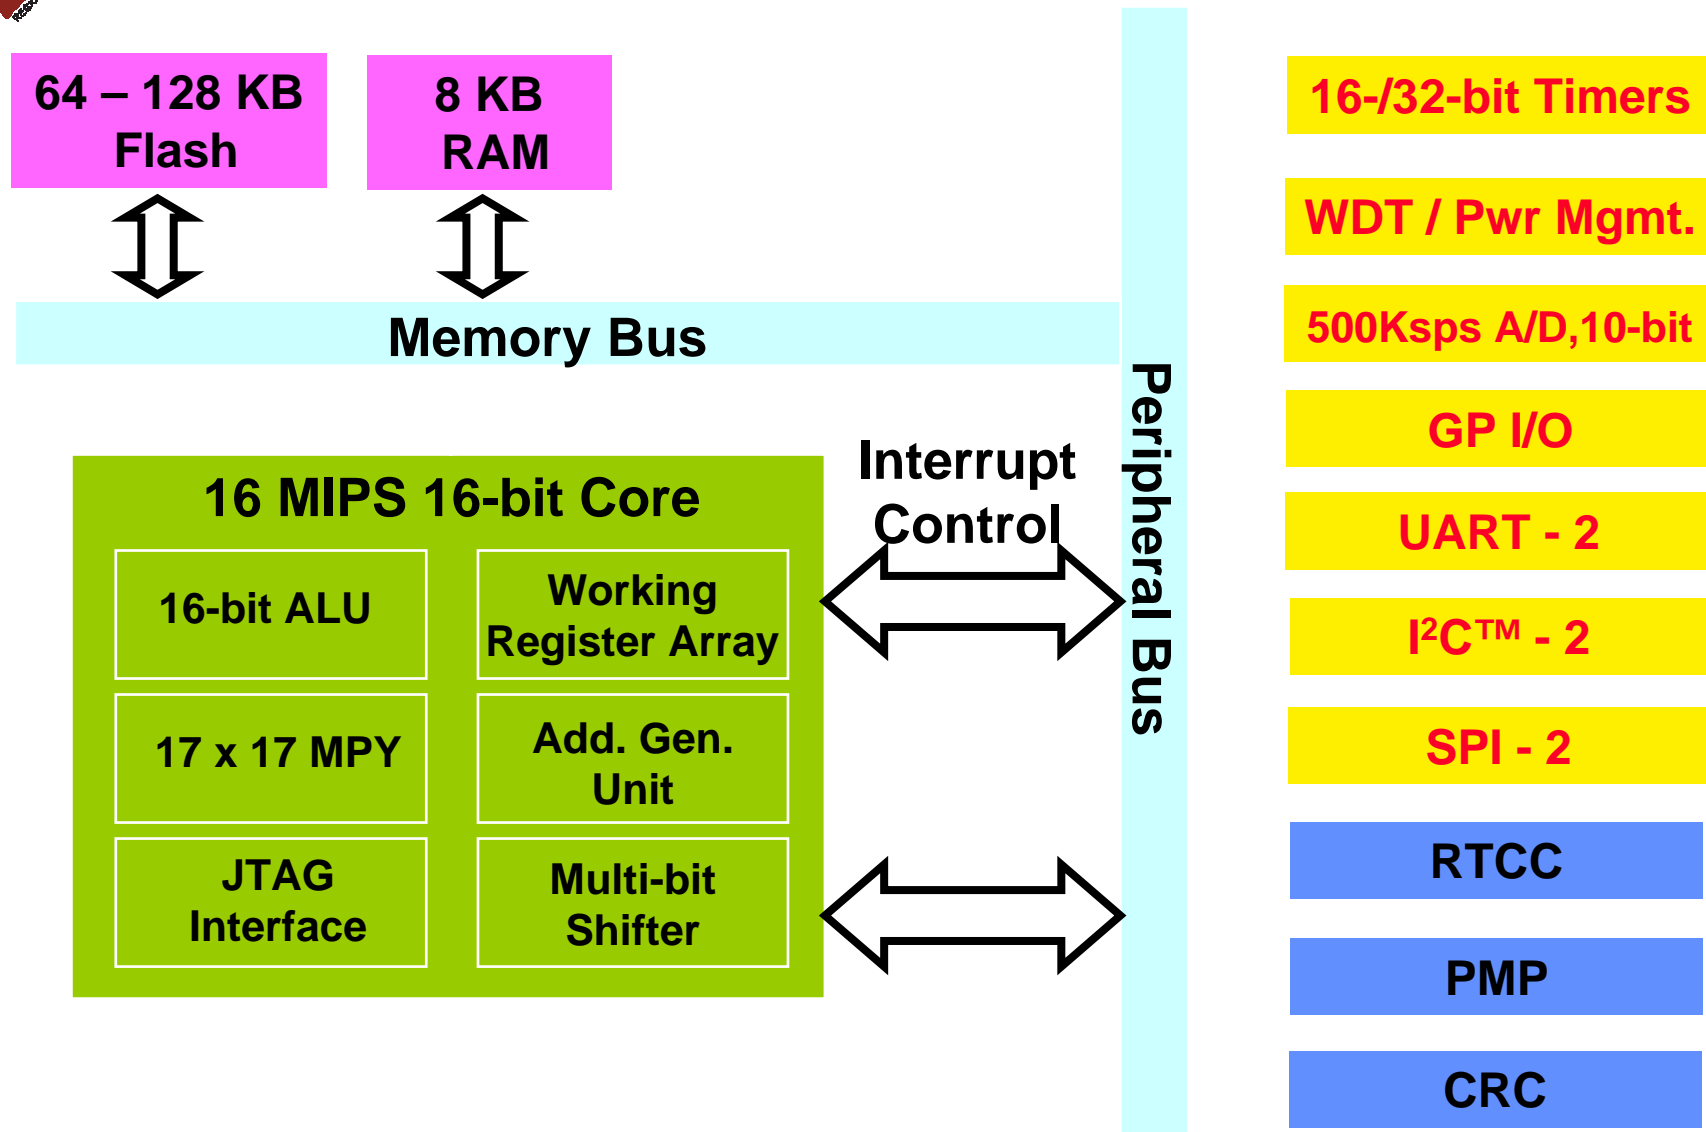 64 – 128 KB
Flash
8 KB
RAM
Memory Bus
16 MIPS 16-bit Core
16-bit ALU
Working
Register Array
17 x 17 MPY
Add. Gen.
Unit
JTAG
Interface
Multi-bit
Shifter
Interrupt
Control
Peripheral Bus
16-/32-bit Timers
WDT / Pwr Mgmt.
500Ksps A/D,10-bit
GP I/O
UART - 2
I²C™ - 2
SPI - 2
RTCC
PMP
CRC